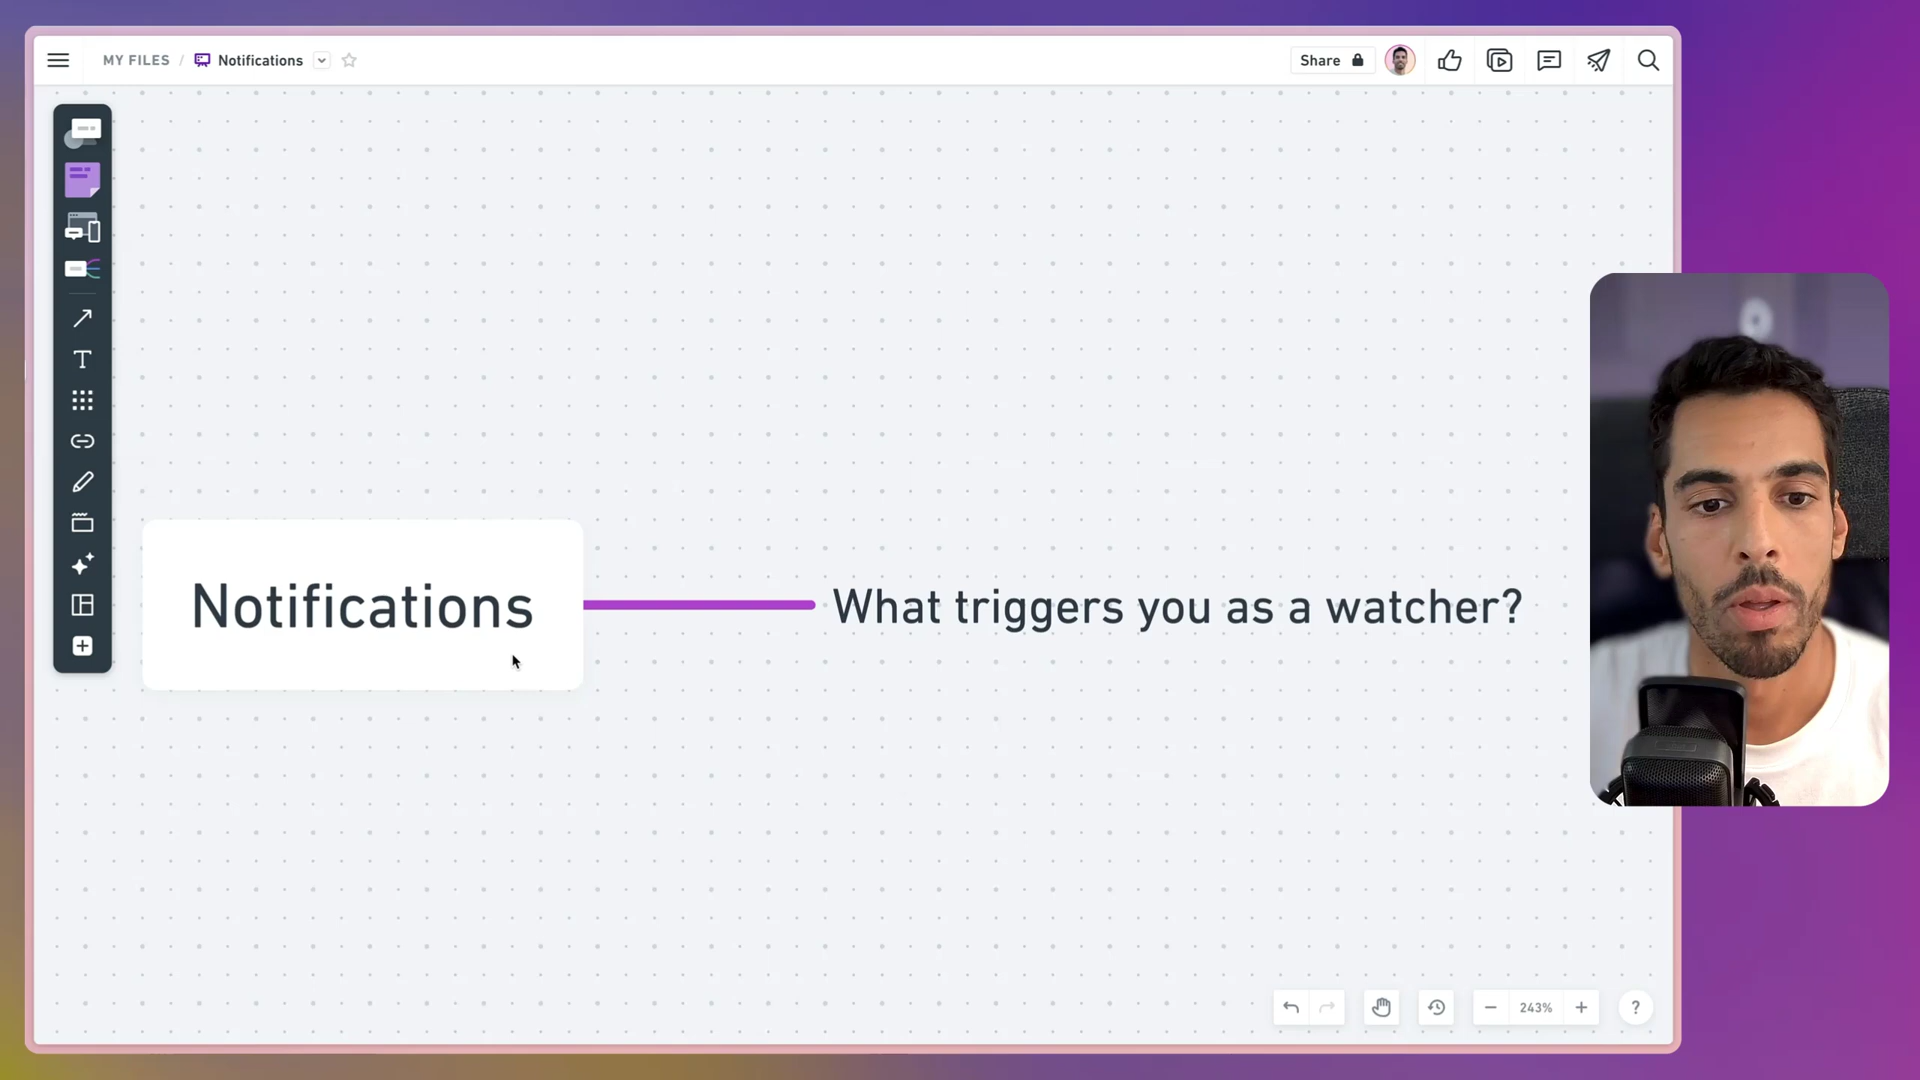 MY FILES / Notifications
Share
Notifications
What triggers you as a watcher?
243%
?